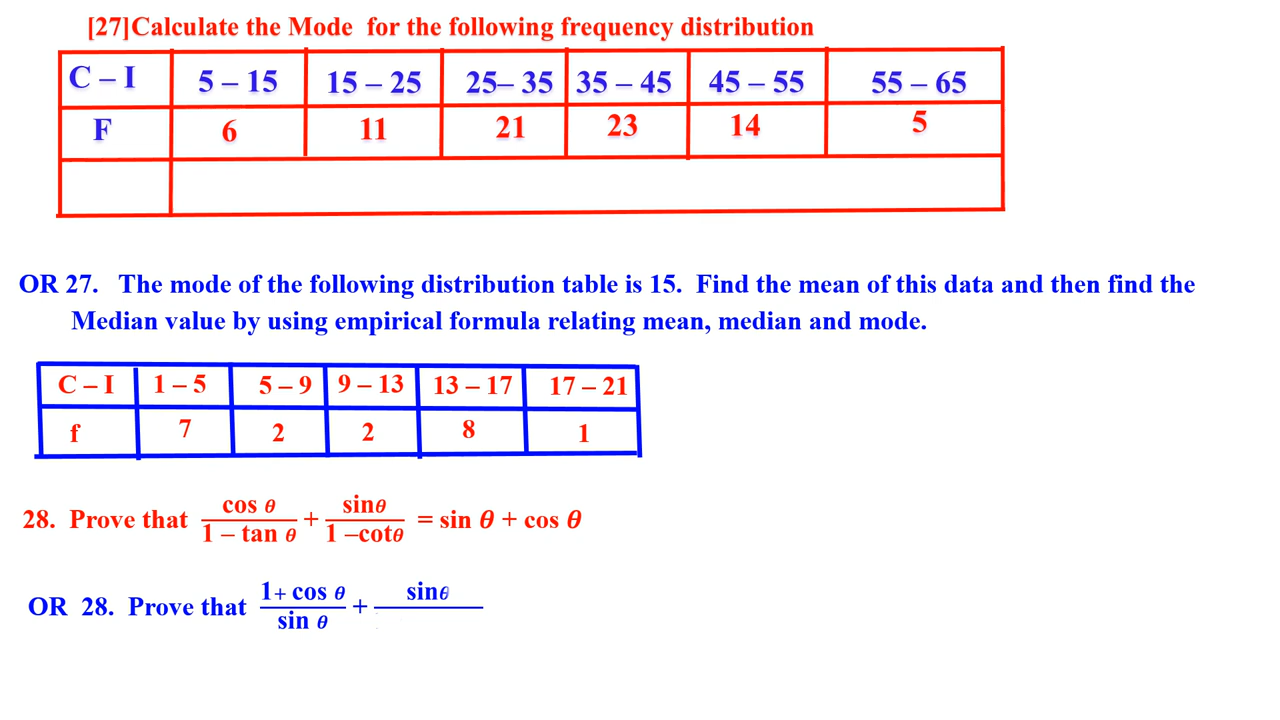 [27]Calculate the Mode for the following frequency distribution
C – I 5 – 15 15 – 25 25– 35 35 – 45 45 – 55 55 – 65
F 6 11 21 23 14 5
OR 27. The mode of the following distribution table is 15. Find the mean of this data and then find the
Median value by using empirical formula relating mean, median and mode.
C – I 1 – 5 5 – 9 9 – 13 13 – 17 17 – 21
f 7 2 2 8 1
28. Prove that cos θ / 1 – tan θ + sinθ / 1 –cotθ = sin θ + cos θ
OR 28. Prove that 1+ cos θ / sin θ + sinθ